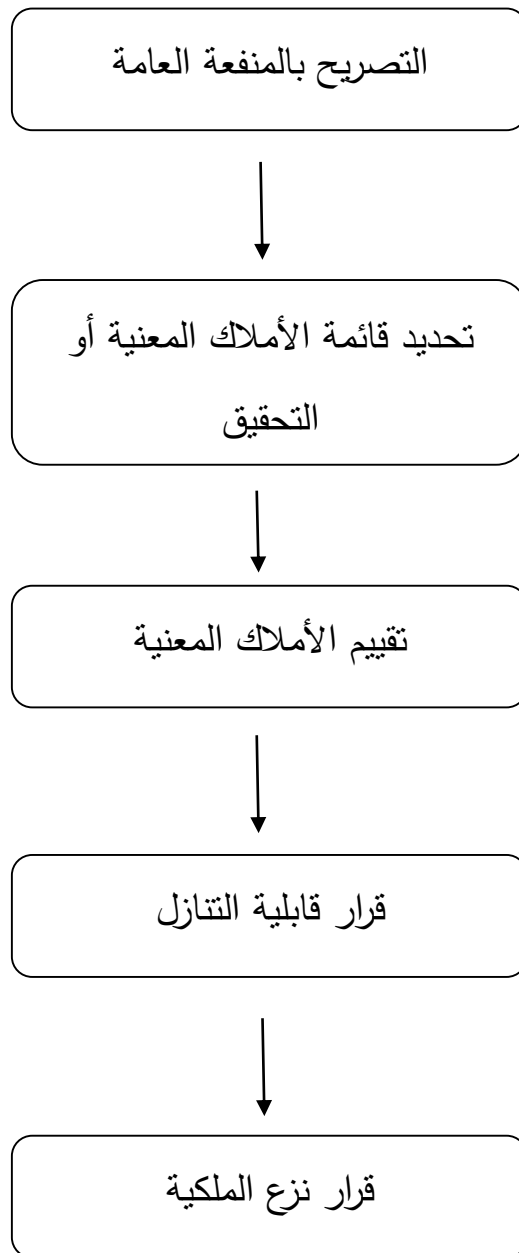 التصريح بالمنفعة العامة
تحديد قائمة الأملاك المعنية أو
التحقيق
تقييم الأملاك المعنية
قرار قابلية التنازل
قرار نزع الملكية